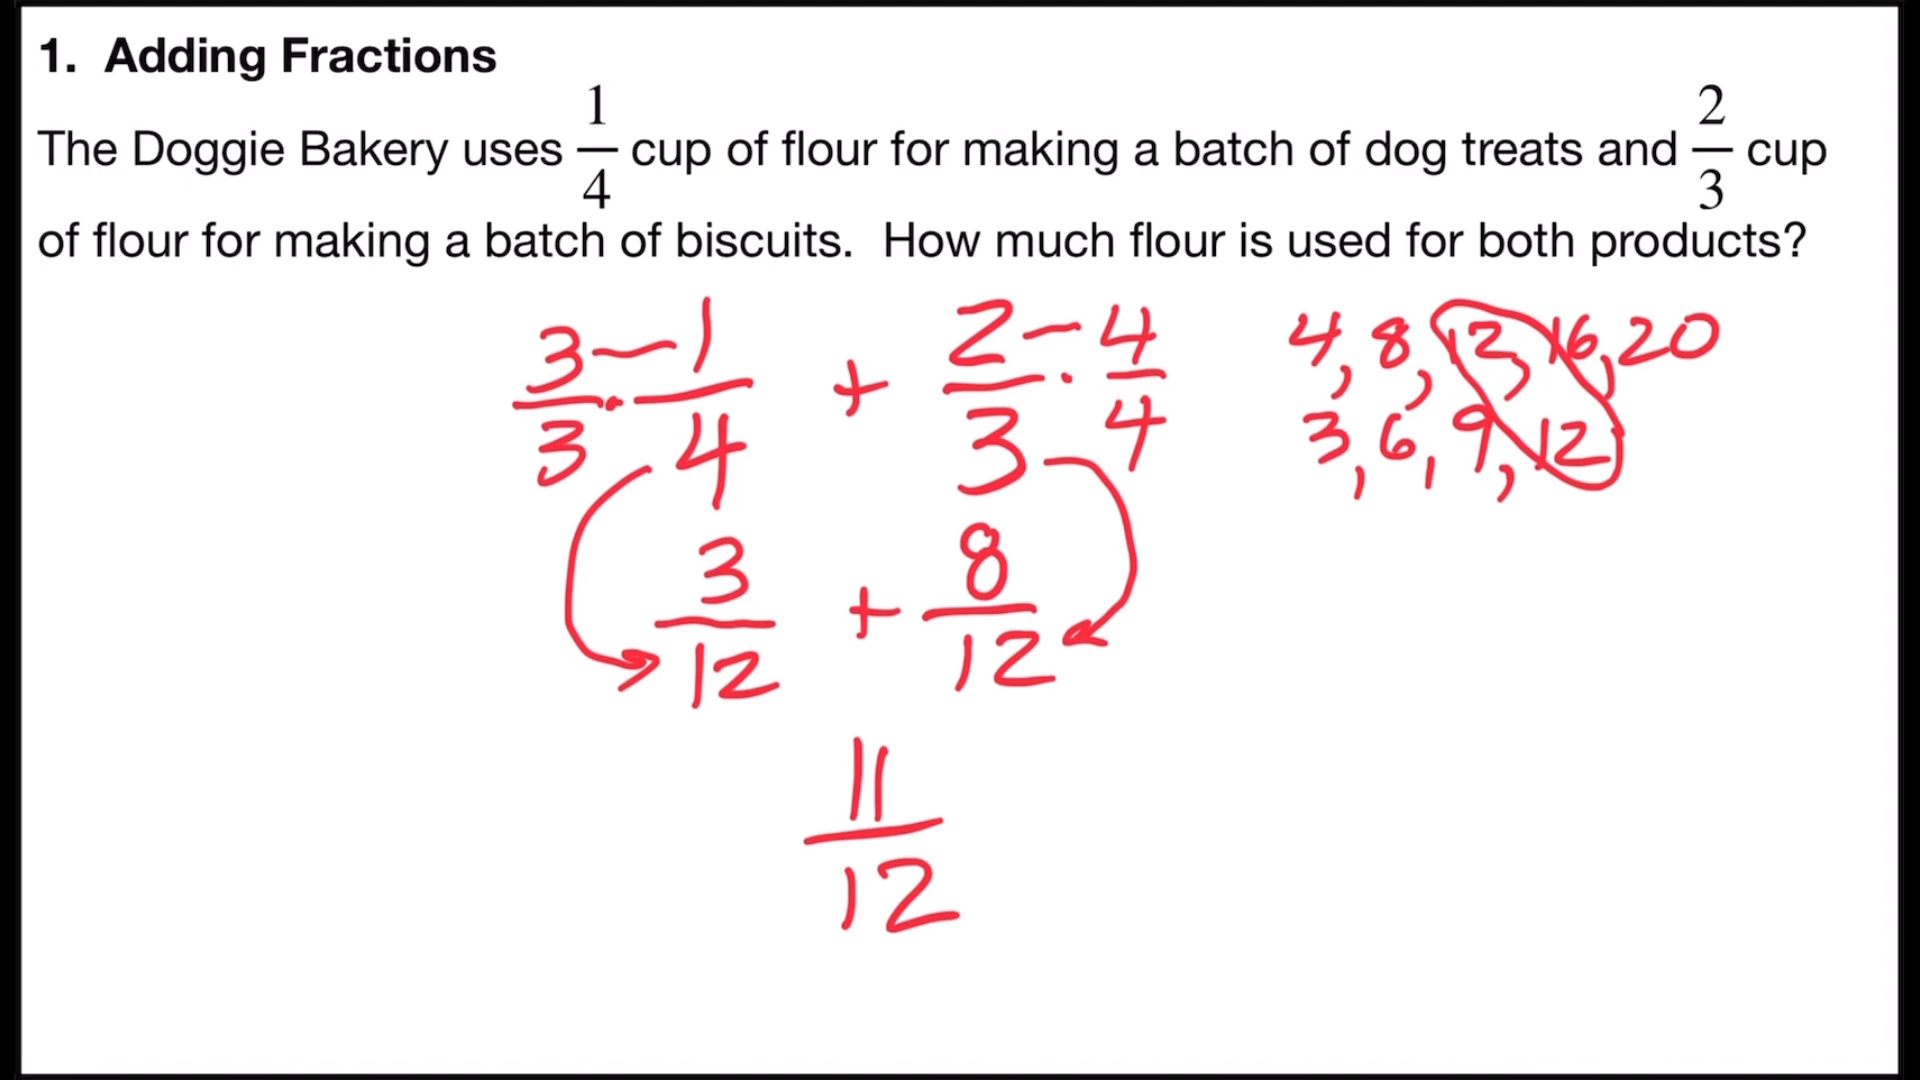 1. Adding Fractions
The Doggie Bakery uses 1/4 cup of flour for making a batch of dog treats and 2/3 cup
of flour for making a batch of biscuits. How much flour is used for both products?
3/3 · 1/4 + 2/3 · 4/4
4, 8, 12, 16, 20
3, 6, 9, 12
3/12 + 8/12
11/12